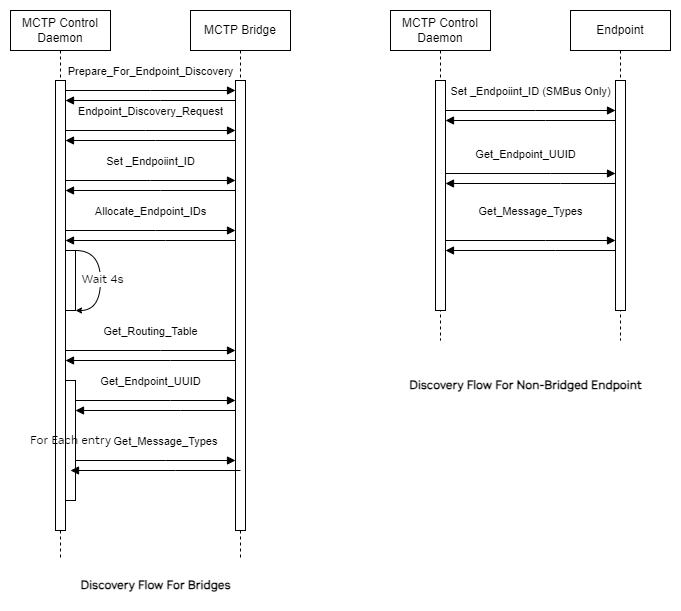 MCTP Control
Daemon
MCTP Bridge
Prepare_For_Endpoint_Discovery
Endpoint_Discovery_Request
Set _Endpoiint_ID
Allocate_Endpoint_IDs
Wait 4s
Get_Routing_Table
Get_Endpoint_UUID
For Each entry
Get_Message_Types
Discovery Flow For Bridges
MCTP Control
Daemon
Endpoint
Set _Endpoiint_ID (SMBus Only)
Get_Endpoint_UUID
Get_Message_Types
Discovery Flow For Non-Bridged Endpoint